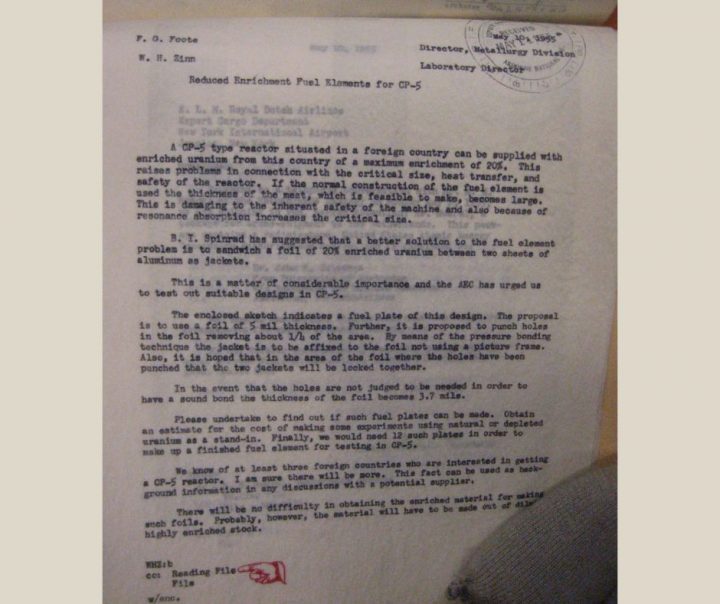 F. G. Foote
May 10, 1955
Director, Metallurgy Division
W. H. Zinn
Laboratory Director
Reduced Enrichment Fuel Elements for CP-5
K. L. M. Royal Dutch Airlines
Export Cargo Department
New York International Airport
A CP-5 type reactor situated in a foreign country can be supplied with
enriched uranium from this country of a maximum enrichment of 20%. This
raises problems in connection with the critical size, heat transfer, and
safety of the reactor. If the normal construction of the fuel element is
used the thickness of the meat, which is feasible to make, becomes large.
This is damaging to the inherent safety of the machine and also because of
resonance absorption increases the critical size.
B. I. Spinrad has suggested that a better solution to the fuel element
problem is to sandwich a foil of 20% enriched uranium between two sheets of
aluminum as jackets.
This is a matter of considerable importance and the AEC has urged us
to test out suitable designs in CP-5.
The enclosed sketch indicates a fuel plate of this design. The proposal
is to use a foil of 5 mil thickness. Further, it is proposed to punch holes
in the foil removing about 1/4 of the area. By means of the pressure bonding
technique the jacket is to be affixed to the foil not using a picture frame.
Also, it is hoped that in the area of the foil where the holes have been
punched that the two jackets will be locked together.
In the event that the holes are not judged to be needed in order to
have a sound bond the thickness of the foil becomes 3.7 mils.
Please undertake to find out if such fuel plates can be made. Obtain
an estimate for the cost of making some experiments using natural or depleted
uranium as a stand-in. Finally, we would need 12 such plates in order to
make up a finished fuel element for testing in CP-5.
We know of at least three foreign countries who are interested in getting
a CP-5 reactor. I am sure there will be more. This fact can be used as back-
ground information in any discussions with a potential supplier.
There will be no difficulty in obtaining the enriched material for making
such foils. Probably, however, the material will have to be made out of
highly enriched stock.
WHZ:b
cc: Reading File
File
w/enc.